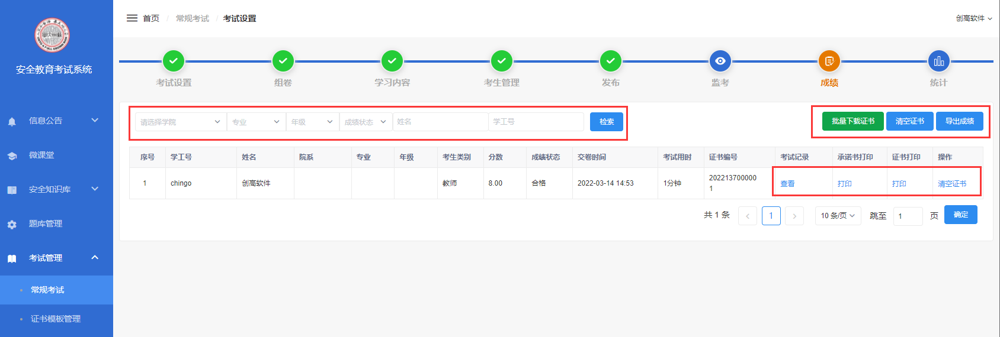 安全教育考试系统
信息公告
微课堂
安全知识库
题库管理
考试管理
常规考试
证书模板管理
首页 / 常规考试 / 考试设置
创高软件
考试设置 组卷 学习内容 考生管理 发布 监考 成绩 统计
请选择学院 专业 年级 成绩状态 姓名 学工号 检索
批量下载证书 清空证书 导出成绩
序号 学工号 姓名 院系 专业 年级 考生类别 分数 成绩状态 交卷时间 考试用时 证书编号 考试记录 承诺书打印 证书打印 操作
1 chingo 创高软件 教师 8.00 合格 2022-03-14 14:53 1分钟 202213700000
1 查看 打印 打印 清空证书
共 1 条 1 10 条/页 跳至 1 页 确定